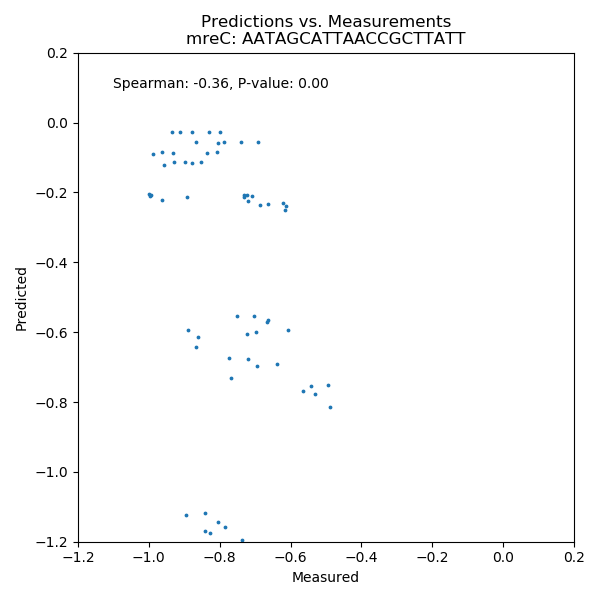 Predictions vs. Measurements
mreC: AATAGCATTAACCGCTTATT
Spearman: -0.36, P-value: 0.00
0.2
0.0
−0.2
−0.4
−0.6
−0.8
−1.0
−1.2
Predicted
−1.2 −1.0 −0.8 −0.6 −0.4 −0.2 0.0 0.2
Measured